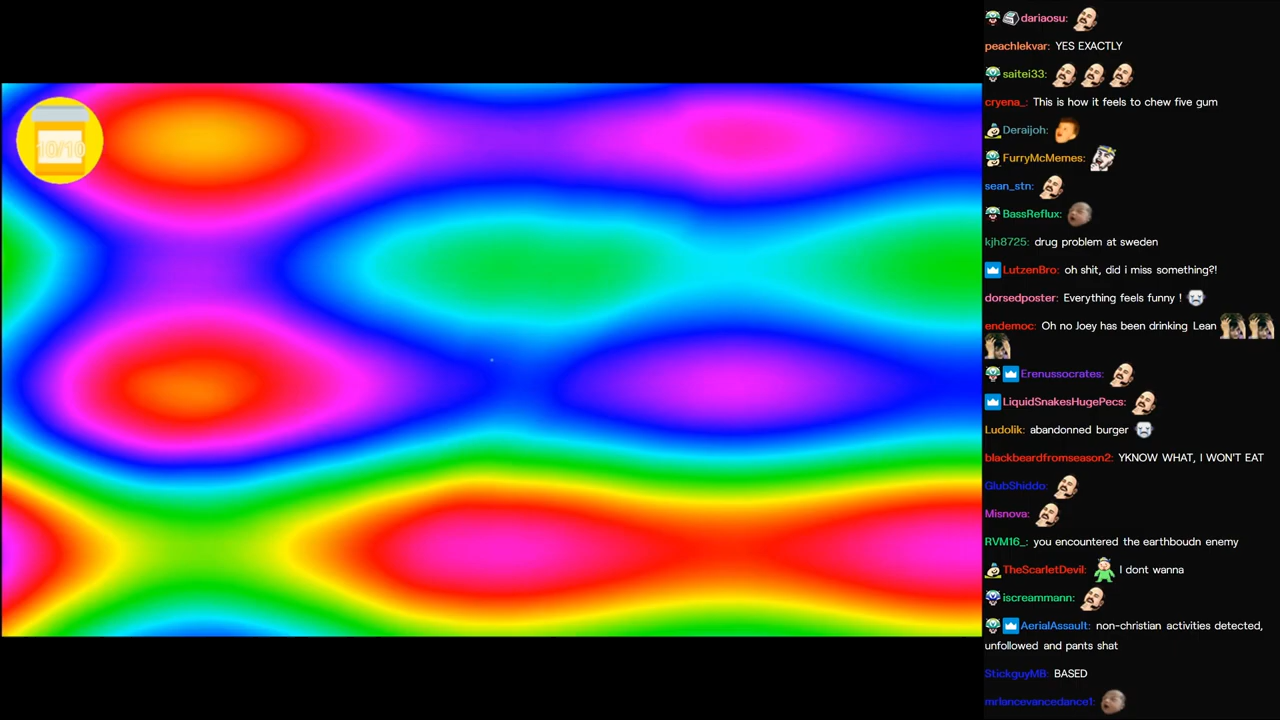 10/10
dariaosu:
peachlekvar: YES EXACTLY
saitei33:
cryena_: This is how it feels to chew five gum
Deraijoh:
FurryMcMemes:
sean_stn:
BassReflux:
kjh8725: drug problem at sweden
LutzenBro: oh shit, did i miss something?!
dorsedposter: Everything feels funny !
endemoc: Oh no Joey has been drinking Lean
Erenussocrates:
LiquidSnakesHugePecs:
Ludolik: abandonned burger
blackbeardfromseason2: YKNOW WHAT, I WON'T EAT
GlubShiddo:
Misnova:
RVM16_: you encountered the earthboudn enemy
TheScarletDevil: I dont wanna
iscreammann:
AerialAssault: non-christian activities detected,
unfollowed and pants shat
StickguyMB: BASED
mrlancevancedance1: